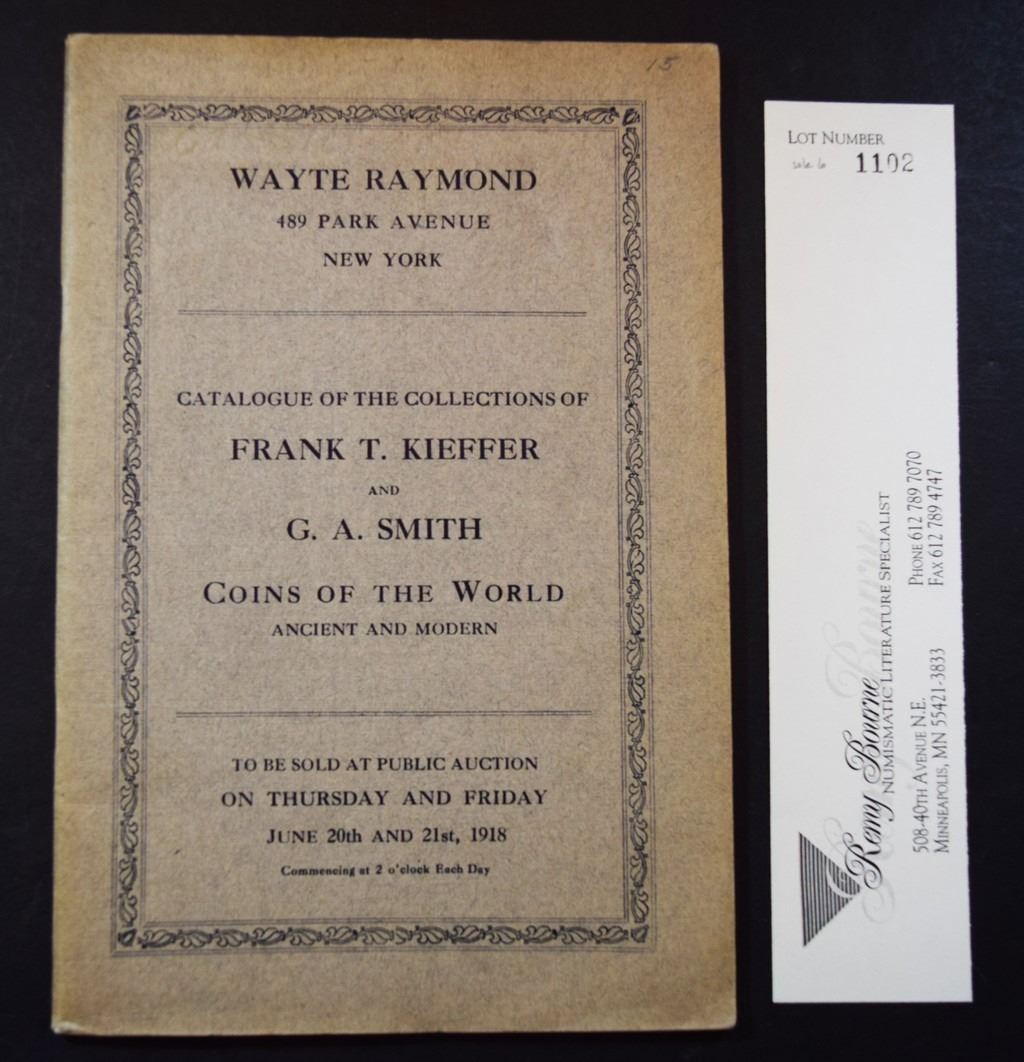 15
WAYTE RAYMOND
489 PARK AVENUE
NEW YORK
CATALOGUE OF THE COLLECTIONS OF
FRANK T. KIEFFER
AND
G. A. SMITH
COINS OF THE WORLD
ANCIENT AND MODERN
TO BE SOLD AT PUBLIC AUCTION
ON THURSDAY AND FRIDAY
JUNE 20th AND 21st, 1918
Commencing at 2 o'clock Each Day
LOT NUMBER
sale 6 1102
Remy Bourne
NUMISMATIC LITERATURE SPECIALIST
508-40TH AVENUE N.E.
MINNEAPOLIS, MN 55421-3833
PHONE 612 789 7070
FAX 612 789 4747